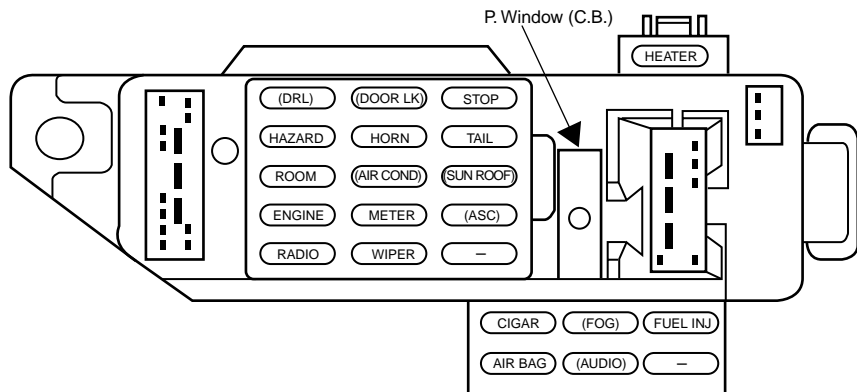 P. Window (C.B.)
HEATER
(DRL) (DOOR LK) STOP
HAZARD HORN TAIL
ROOM (AIR COND) (SUN ROOF)
ENGINE METER (ASC)
RADIO WIPER –
CIGAR (FOG) FUEL INJ
AIR BAG (AUDIO) –